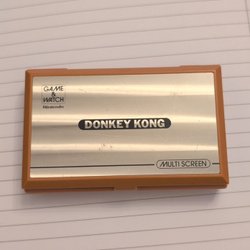 GAME &
WATCH
Nintendo
DONKEY KONG
MULTI SCREEN